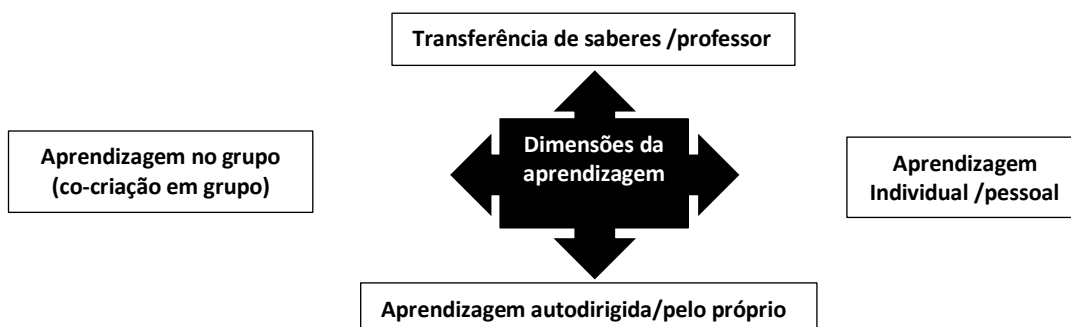 Transferência de saberes /professor
Dimensões da
aprendizagem
Aprendizagem no grupo
(co-criação em grupo)
Aprendizagem
Individual /pessoal
Aprendizagem autodirigida/pelo próprio